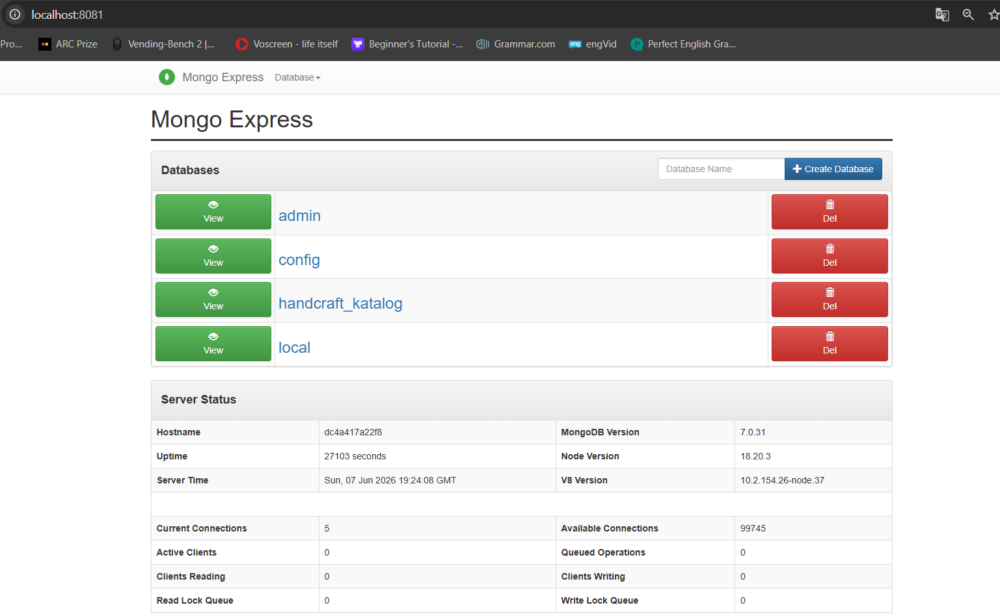 localhost:8081
Pro... ARC Prize Vending-Bench 2 |... Voscreen - life itself Beginner's Tutorial -... Grammar.com eng engVid P Perfect English Gra...
Mongo Express Database
Mongo Express
Databases Database Name Create Database
View admin Del
View config Del
View handcraft_katalog Del
View local Del
Server Status
Hostname dc4a417a22f8 MongoDB Version 7.0.31
Uptime 27103 seconds Node Version 18.20.3
Server Time Sun, 07 Jun 2026 19:24:08 GMT V8 Version 10.2.154.26-node.37
Current Connections 5 Available Connections 99745
Active Clients 0 Queued Operations 0
Clients Reading 0 Clients Writing 0
Read Lock Queue 0 Write Lock Queue 0